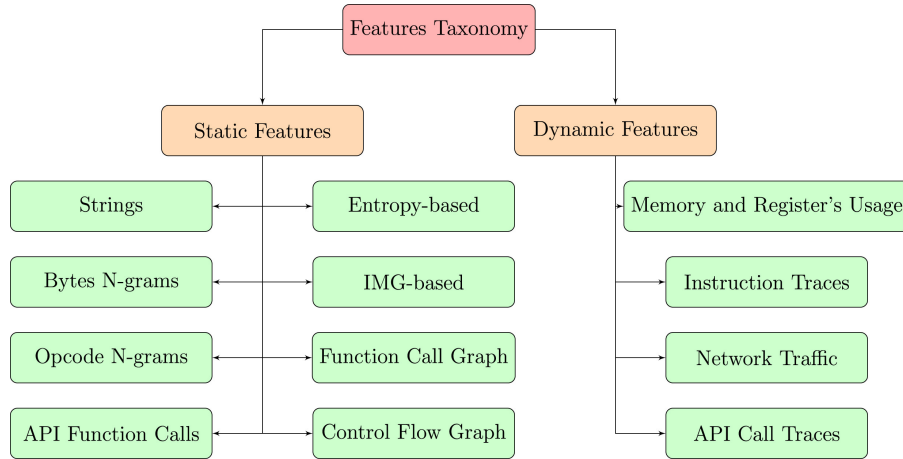 Features Taxonomy
Static Features
Dynamic Features
Strings
Entropy-based
Memory and Register's Usage
Bytes N-grams
IMG-based
Instruction Traces
Opcode N-grams
Function Call Graph
Network Traffic
API Function Calls
Control Flow Graph
API Call Traces